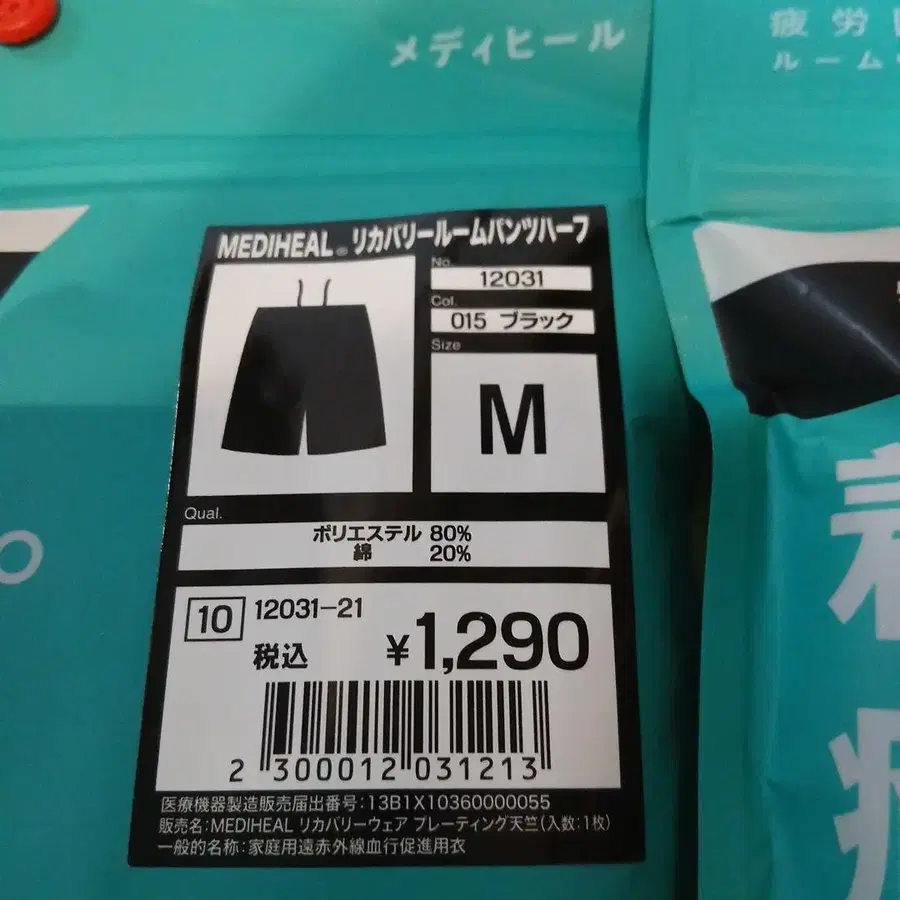 メディヒール
疲労
ルーム
MEDIHEAL® リカバリールームパンツハーフ
No.
12031
Col.
015 ブラック
Size
M
Qual.
ポリエステル 80%
綿 20%
10 12031-21
税込 ¥1,290
2 300012 031213
医療機器製造販売届出番号:13B1X10360000055
販売名:MEDIHEAL リカバリーウェア プレーティング天竺(入数:1枚)
一般的名称:家庭用遠赤外線血行促進用衣
着